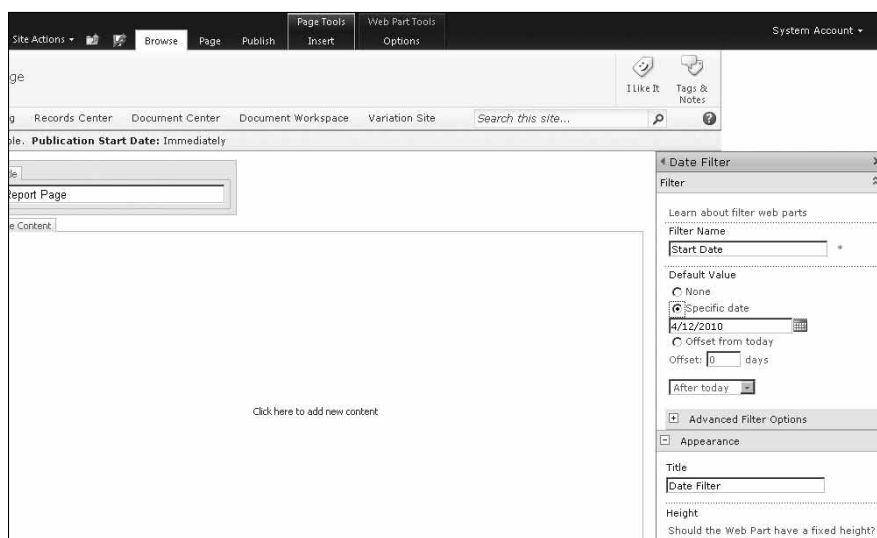 Page Tools Web Part Tools
Site Actions Browse Page Publish Insert Options System Account
ge
I Like It Tags & Notes
g Records Center Document Center Document Workspace Variation Site Search this site...
ble. Publication Start Date: Immediately
tle
Report Page
e Content
Click here to add new content
Date Filter
Filter
Learn about filter web parts
Filter Name
Start Date *
Default Value
None
Specific date
4/12/2010
Offset from today
Offset: 0 days
After today
Advanced Filter Options
Appearance
Title
Date Filter
Height
Should the Web Part have a fixed height?